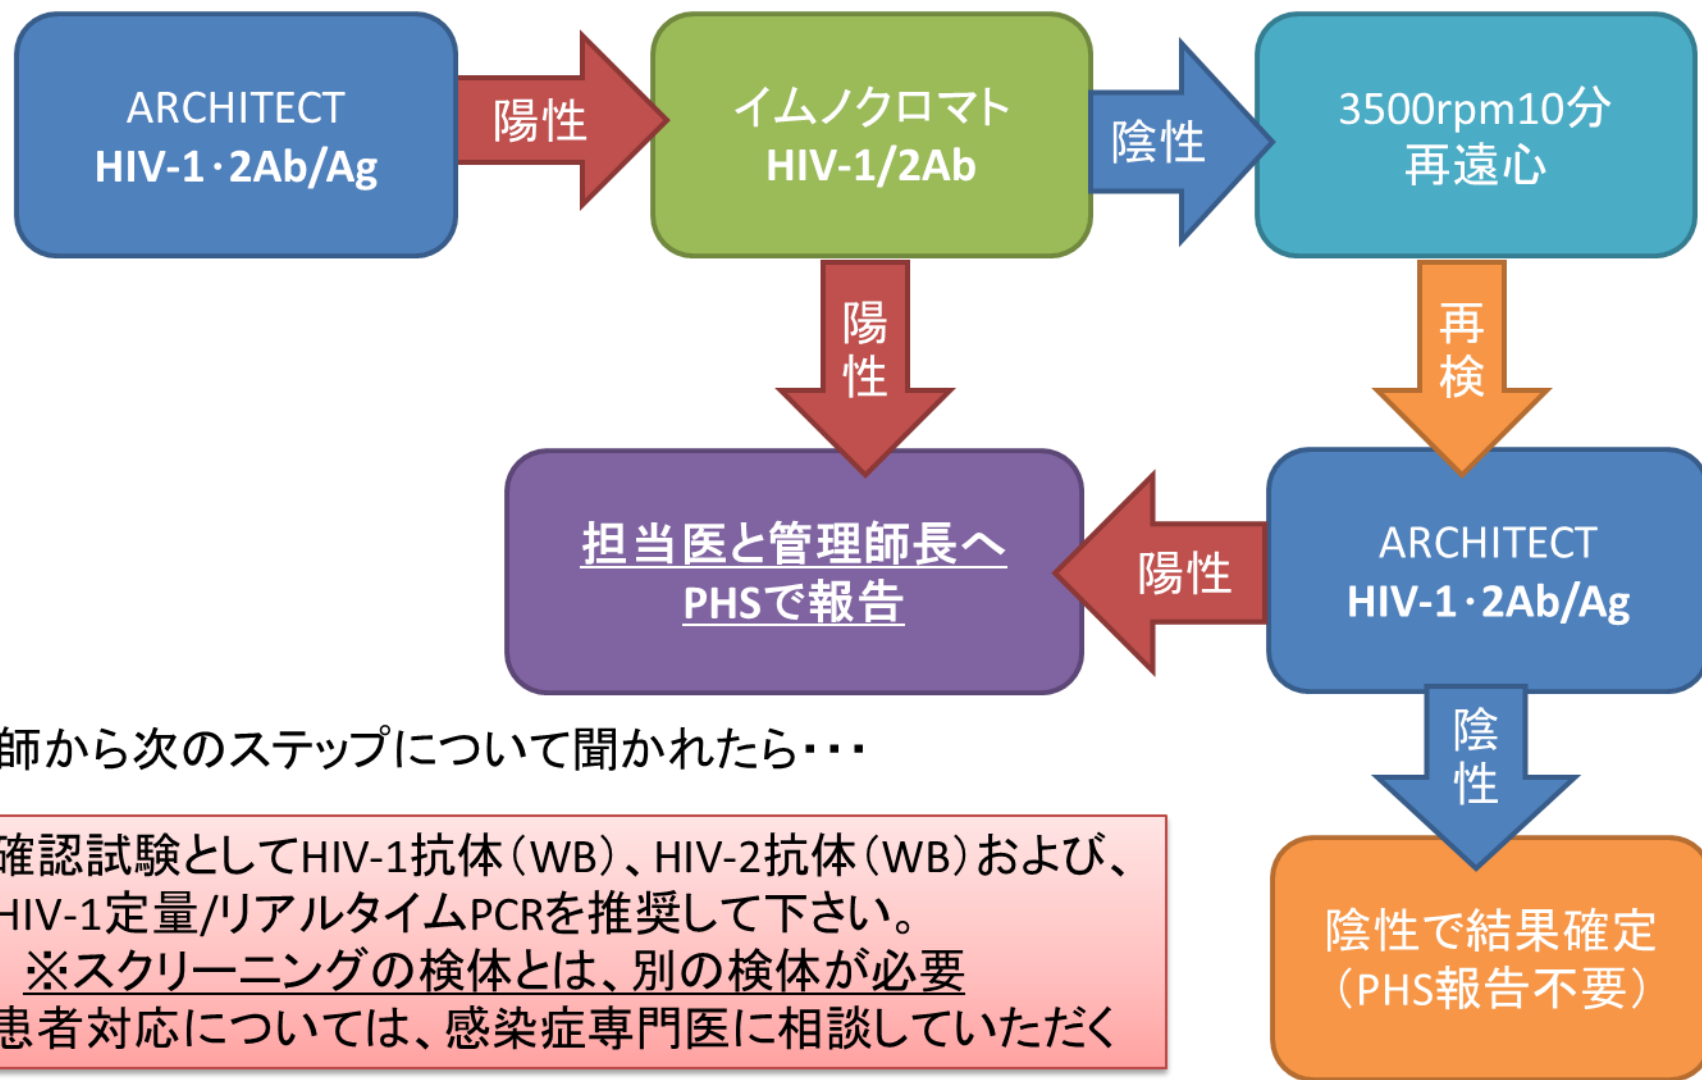 ARCHITECT
HIV-1・2Ab/Ag
陽性
イムノクロマト
HIV-1/2Ab
陰性
3500rpm10分
再遠心
陽性
再検
担当医と管理師長へ
PHSで報告
陽性
ARCHITECT
HIV-1・2Ab/Ag
陰性
陰性で結果確定
（PHS報告不要）
師から次のステップについて聞かれたら・・・
確認試験としてHIV-1抗体（WB）、HIV-2抗体（WB）および、
HIV-1定量/リアルタイムPCRを推奨して下さい。
※スクリーニングの検体とは、別の検体が必要
患者対応については、感染症専門医に相談していただく